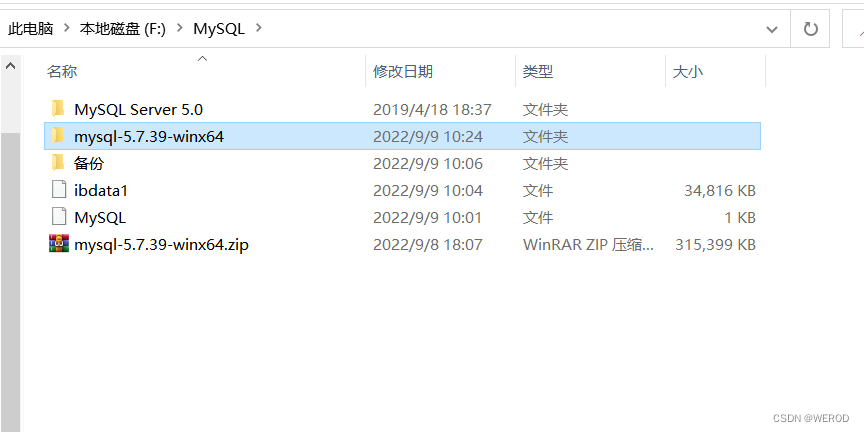 此电脑 > 本地磁盘 (F:) > MySQL >
名称 修改日期 类型 大小
MySQL Server 5.0 2019/4/18 18:37 文件夹
mysql-5.7.39-winx64 2022/9/9 10:24 文件夹
备份 2022/9/9 10:06 文件夹
ibdata1 2022/9/9 10:04 文件 34,816 KB
MySQL 2022/9/9 10:01 文件 1 KB
mysql-5.7.39-winx64.zip 2022/9/8 18:07 WinRAR ZIP 压缩... 315,399 KB
CSDN @WEROD